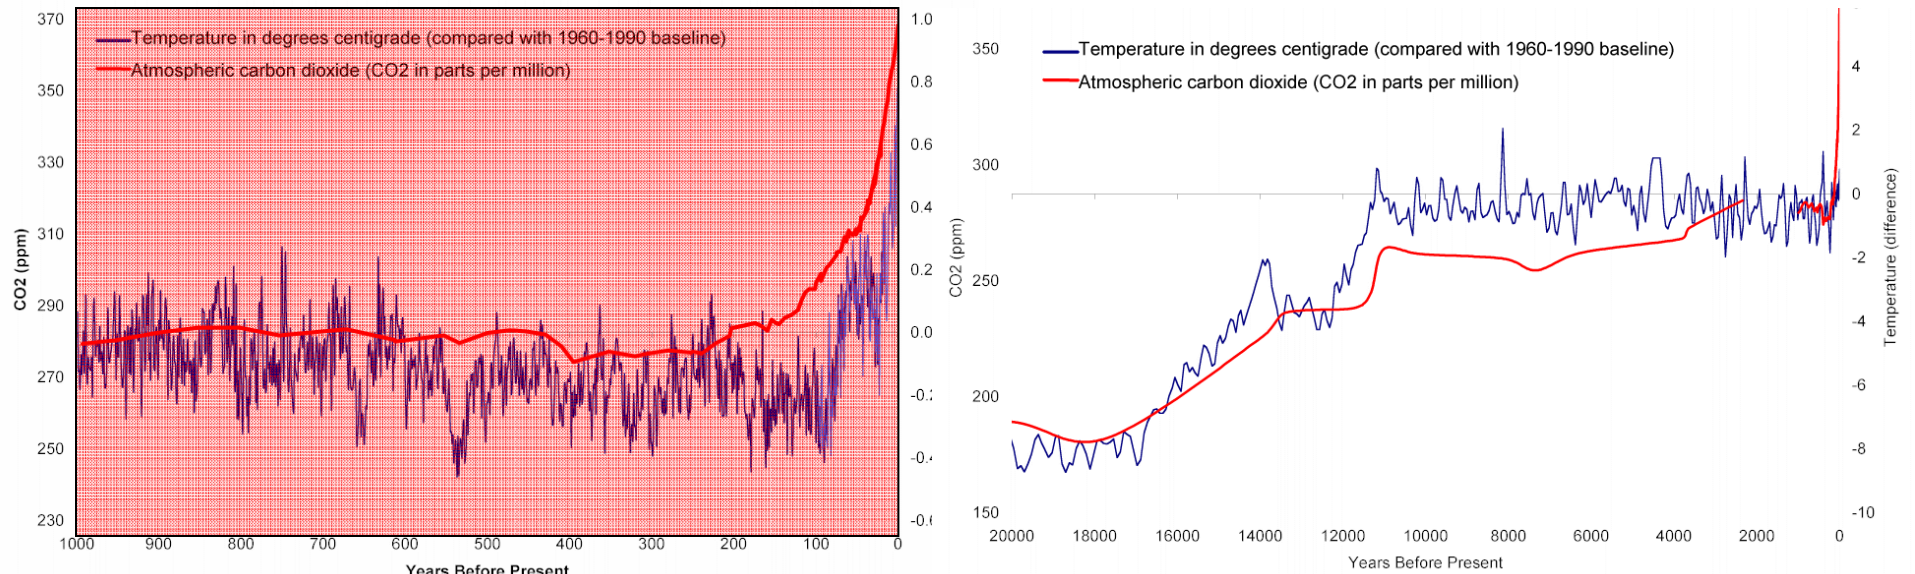 370
350
330
310
290
270
250
230
CO2 (ppm)
Temperature in degrees centigrade (compared with 1960-1990 baseline)
Atmospheric carbon dioxide (CO2 in parts per million)
1.0
0.8
0.6
0.4
0.2
0.0
1000 900 800 700 600 500 400 300 200 100 0
Years Before Present
350
300
250
200
150
CO2 (ppm)
Temperature in degrees centigrade (compared with 1960-1990 baseline)
Atmospheric carbon dioxide (CO2 in parts per million)
4
2
0
-2
-4
-6
-8
-10
Temperature (difference)
20000 18000 16000 14000 12000 10000 8000 6000 4000 2000 0
Years Before Present